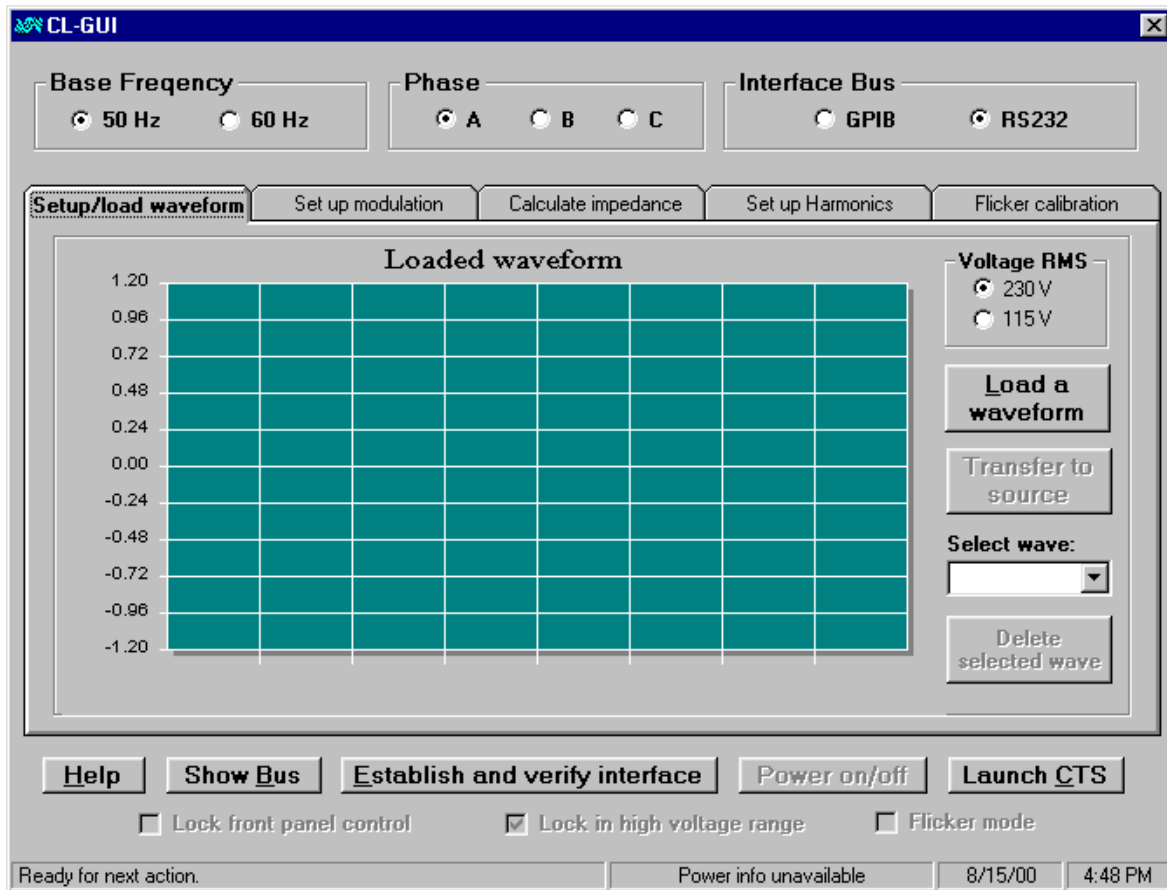 CL-GUI
Base Freqency
50 Hz
60 Hz
Phase
A
B
C
Interface Bus
GPIB
RS232
Setup/load waveform
Set up modulation
Calculate impedance
Set up Harmonics
Flicker calibration
Loaded waveform
1.20
0.96
0.72
0.48
0.24
0.00
-0.24
-0.48
-0.72
-0.96
-1.20
Voltage RMS
230 V
115 V
Load a
waveform
Transfer to
source
Select wave:
Delete
selected wave
Help
Show Bus
Establish and verify interface
Power on/off
Launch CTS
Lock front panel control
Lock in high voltage range
Flicker mode
Ready for next action.
Power info unavailable
8/15/00
4:48 PM